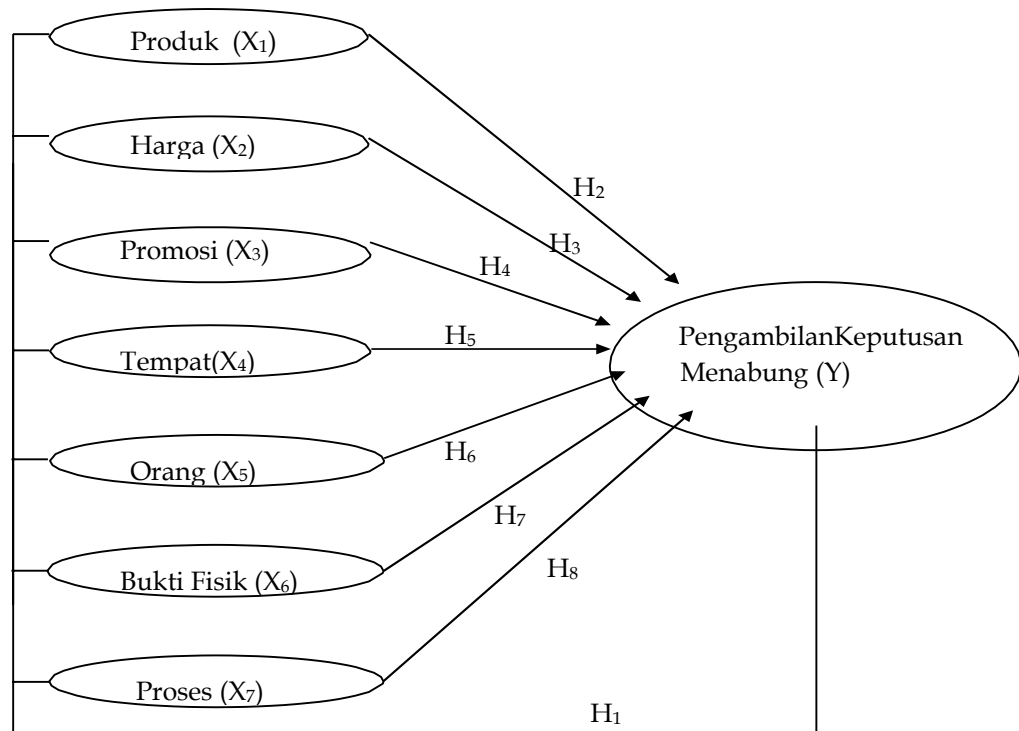 Produk (X₁)
Harga (X₂)
Promosi (X₃)
Tempat(X₄)
Orang (X₅)
Bukti Fisik (X₆)
Proses (X₇)
H₂
H₃
H₄
H₅
H₆
H₇
H₈
PengambilanKeputusan
Menabung (Y)
H₁